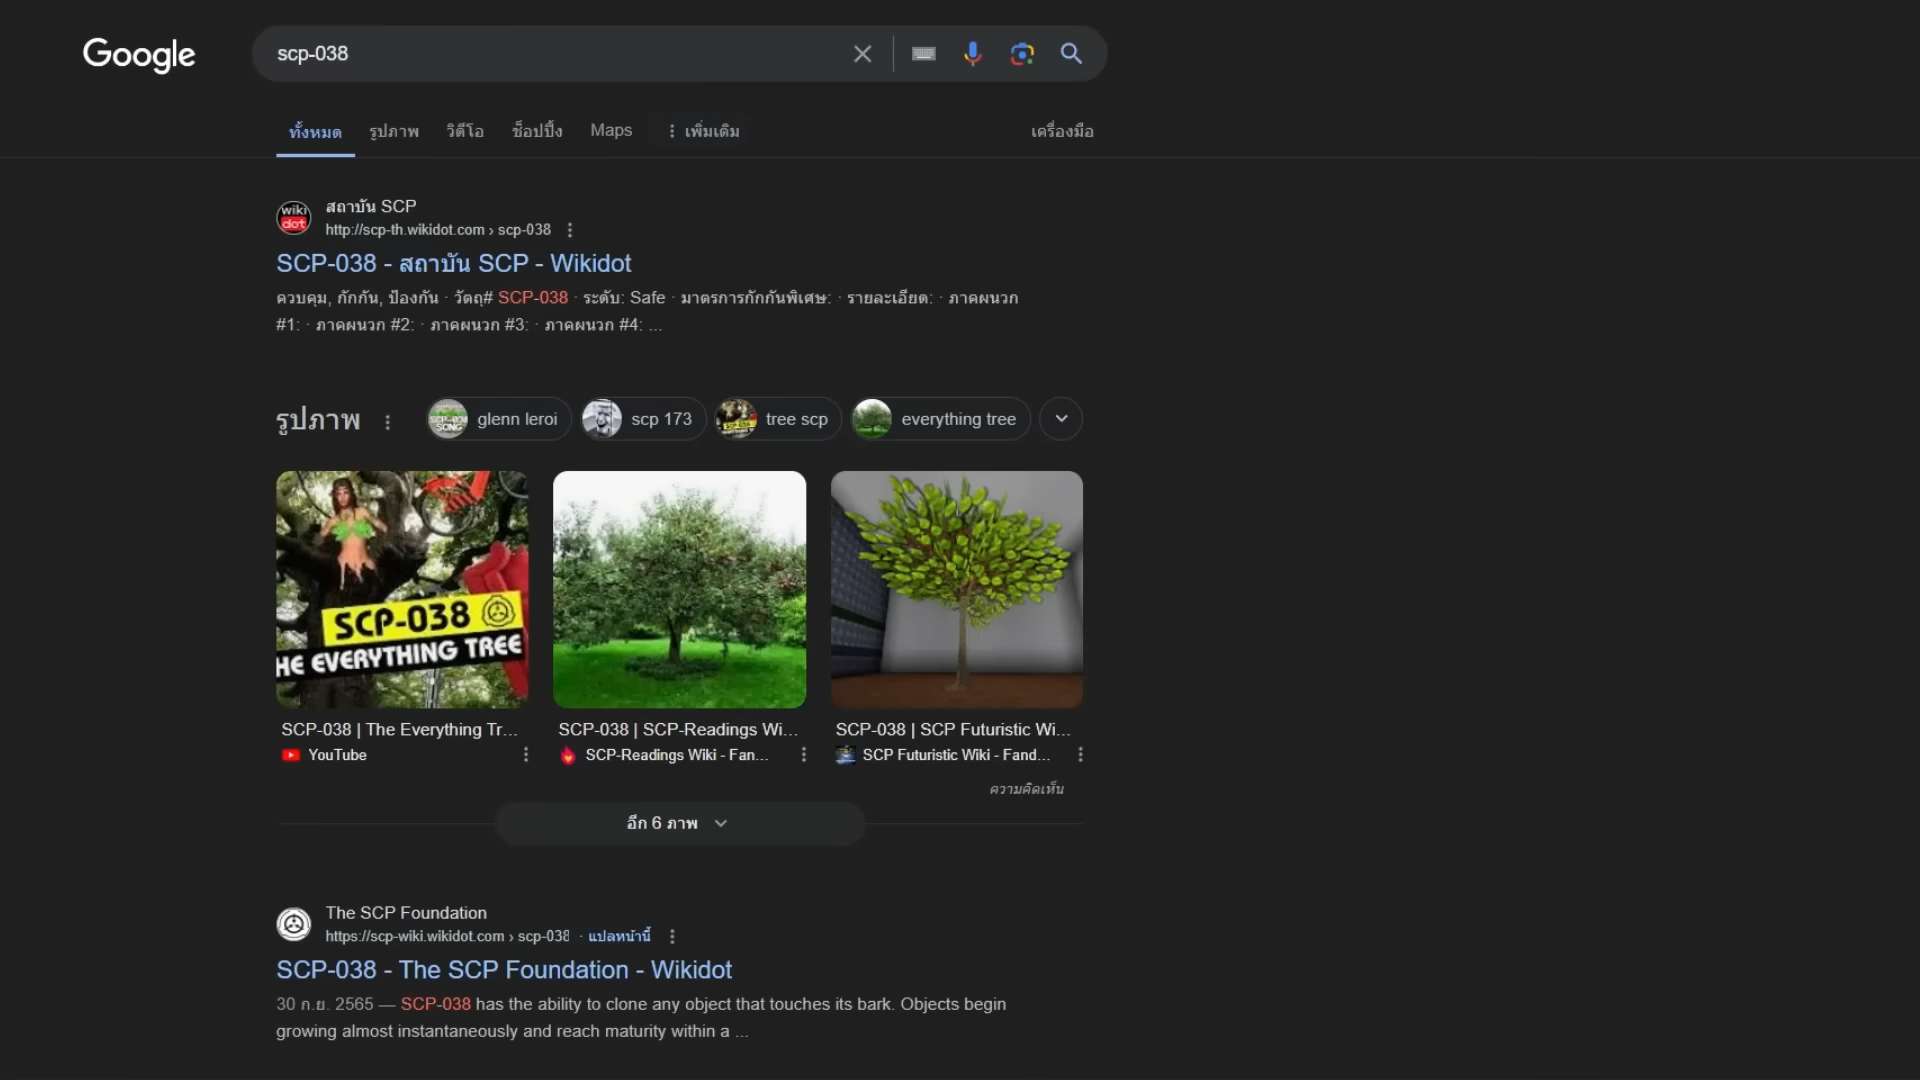 Google
scp-038
ทั้งหมด รูปภาพ วิดีโอ ช็อปปิ้ง Maps เพิ่มเติม เครื่องมือ
wiki
dot
สถาบัน SCP
http://scp-th.wikidot.com › scp-038
SCP-038 - สถาบัน SCP - Wikidot
ควบคุม, กักกัน, ป้องกัน · วัตถุ# SCP-038 · ระดับ: Safe · มาตรการกักกันพิเศษ: · รายละเอียด: · ภาคผนวก
#1: · ภาคผนวก #2: · ภาคผนวก #3: · ภาคผนวก #4: ...
รูปภาพ
glenn leroi
scp 173
tree scp
everything tree
SCP-038
HE EVERYTHING TREE
SCP-038 | The Everything Tr...
YouTube
SCP-038 | SCP-Readings Wi...
SCP-Readings Wiki - Fan...
SCP-038 | SCP Futuristic Wi...
SCP Futuristic Wiki - Fand...
ความคิดเห็น
อีก 6 ภาพ
The SCP Foundation
https://scp-wiki.wikidot.com › scp-038 · แปลหน้านี้
SCP-038 - The SCP Foundation - Wikidot
30 ก.ย. 2565 — SCP-038 has the ability to clone any object that touches its bark. Objects begin
growing almost instantaneously and reach maturity within a ...